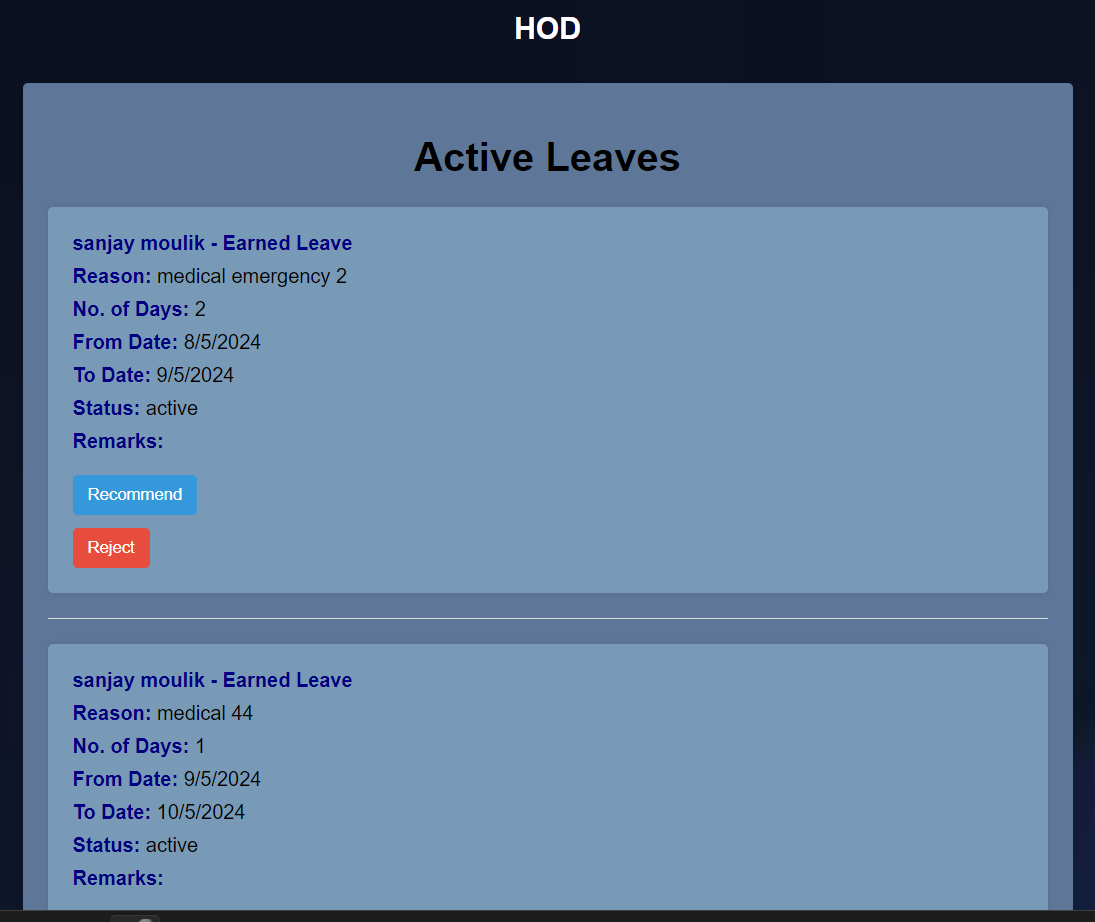 HOD
Active Leaves
sanjay moulik - Earned Leave
Reason: medical emergency 2
No. of Days: 2
From Date: 8/5/2024
To Date: 9/5/2024
Status: active
Remarks:
Recommend
Reject
sanjay moulik - Earned Leave
Reason: medical 44
No. of Days: 1
From Date: 9/5/2024
To Date: 10/5/2024
Status: active
Remarks: